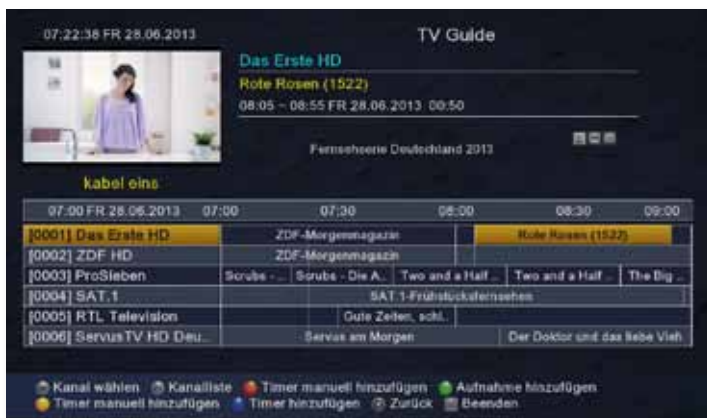 07:22:38 FR 28.06.2013
TV Guide
Das Erste HD
Rote Rosen (1522)
08:05 ~ 08:55 FR 28.06.2013 00:50
Fernsehserie Deutschland 2013
kabel eins
07:00 FR 28.06.2013 07:00 07:30 08:00 08:30 09:00
[0001] Das Erste HD ZDF-Morgenmagazin Rote Rosen (1522)
[0002] ZDF HD ZDF-Morgenmagazin
[0003] ProSieben Scrubs - ... Scrubs - Die A.. Two and a Half .. Two and a Half .. The Big ..
[0004] SAT.1 SAT.1-Frühstücksfernsehen
[0005] RTL Television Gute Zeiten, schl..
[0006] ServusTV HD Deu.. Servus am Morgen Der Doktor und das liebe Vieh
Kanal wählen Kanalliste Timer manuell hinzufügen Aufnahme hinzufügen
Timer manuell hinzufügen Timer hinzufügen Zurück Beenden